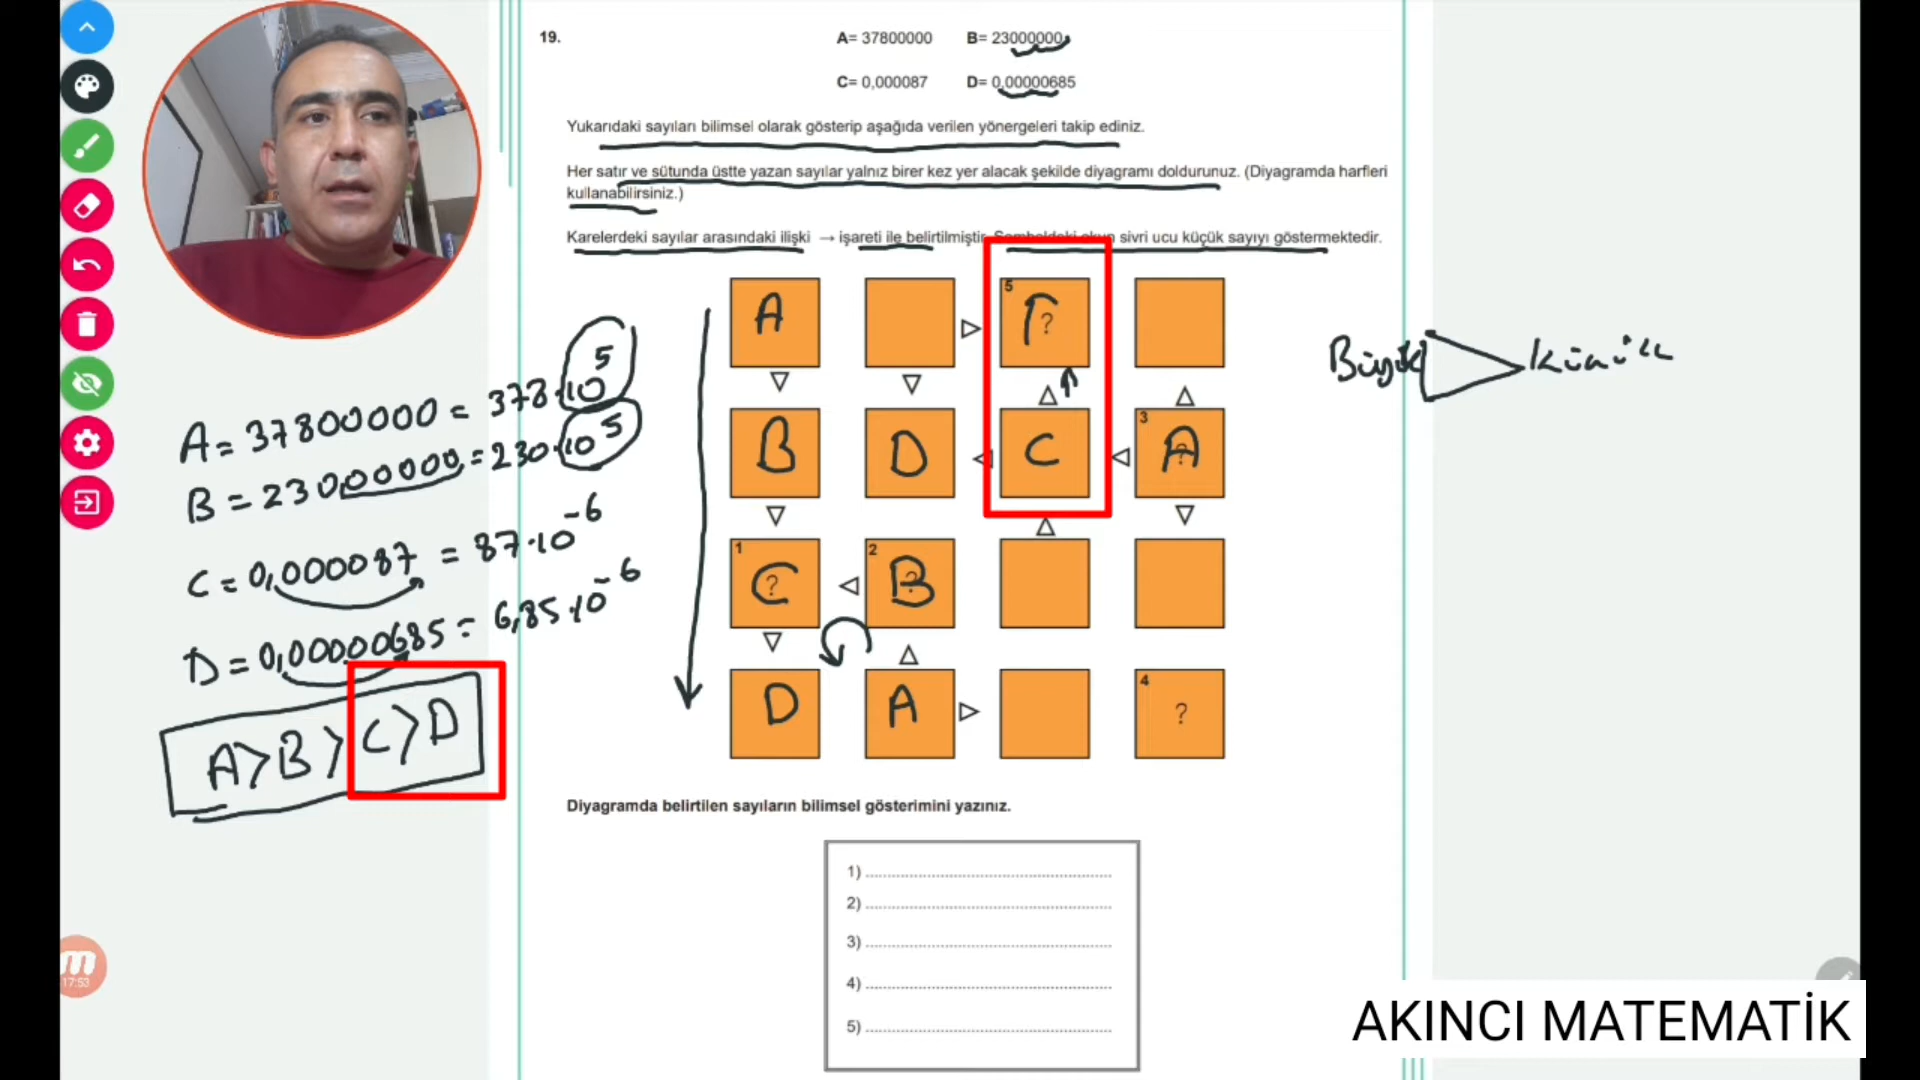 19.
A= 37800000 B= 23000000
C= 0,000087 D= 0,00000685
Yukarıdaki sayıları bilimsel olarak gösterip aşağıda verilen yönergeleri takip ediniz.
Her satır ve sütunda üstte yazan sayılar yalnız birer kez yer alacak şekilde diyagramı doldurunuz. (Diyagramda harfleri
kullanabilirsiniz.)
Karelerdeki sayılar arasındaki ilişki → işareti ile belirtilmiştir. sivri ucu küçük sayıyı göstermektedir.
A 5 ?
B D C 3 A ?
1 C ? 2 B ?
D A 4 ?
Büyük
A = 37800000 = 378·10^5
B = 23000000, = 230·10^5
C = 0,000087 = 87·10^-6
D = 0,00000685 = 6,85·10^-6
A>B>C>D
Diyagramda belirtilen sayıların bilimsel gösterimini yazınız.
1)
2)
3)
4)
5)
m
17:53
AKINCI MATEMATİK